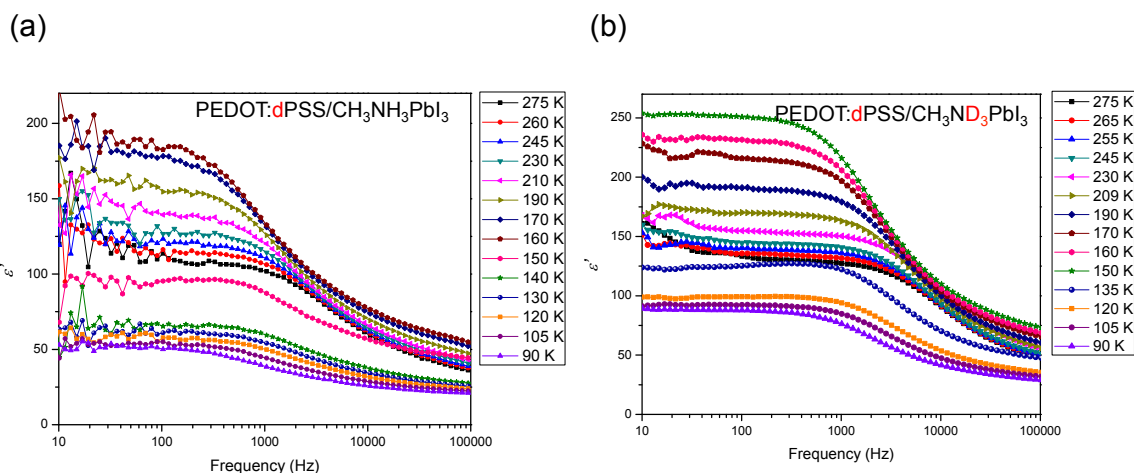 (a)
PEDOT:dPSS/CH₃NH₃PbI₃
ε'
200
150
100
50
0
10
100
1000
10000
100000
Frequency (Hz)
275 K
260 K
245 K
230 K
210 K
190 K
170 K
160 K
150 K
140 K
130 K
120 K
105 K
90 K
(b)
PEDOT:dPSS/CH₃ND₃PbI₃
ε'
250
200
150
100
50
0
10
100
1000
10000
100000
Frequency (Hz)
275 K
265 K
255 K
245 K
230 K
209 K
190 K
170 K
160 K
150 K
135 K
120 K
105 K
90 K